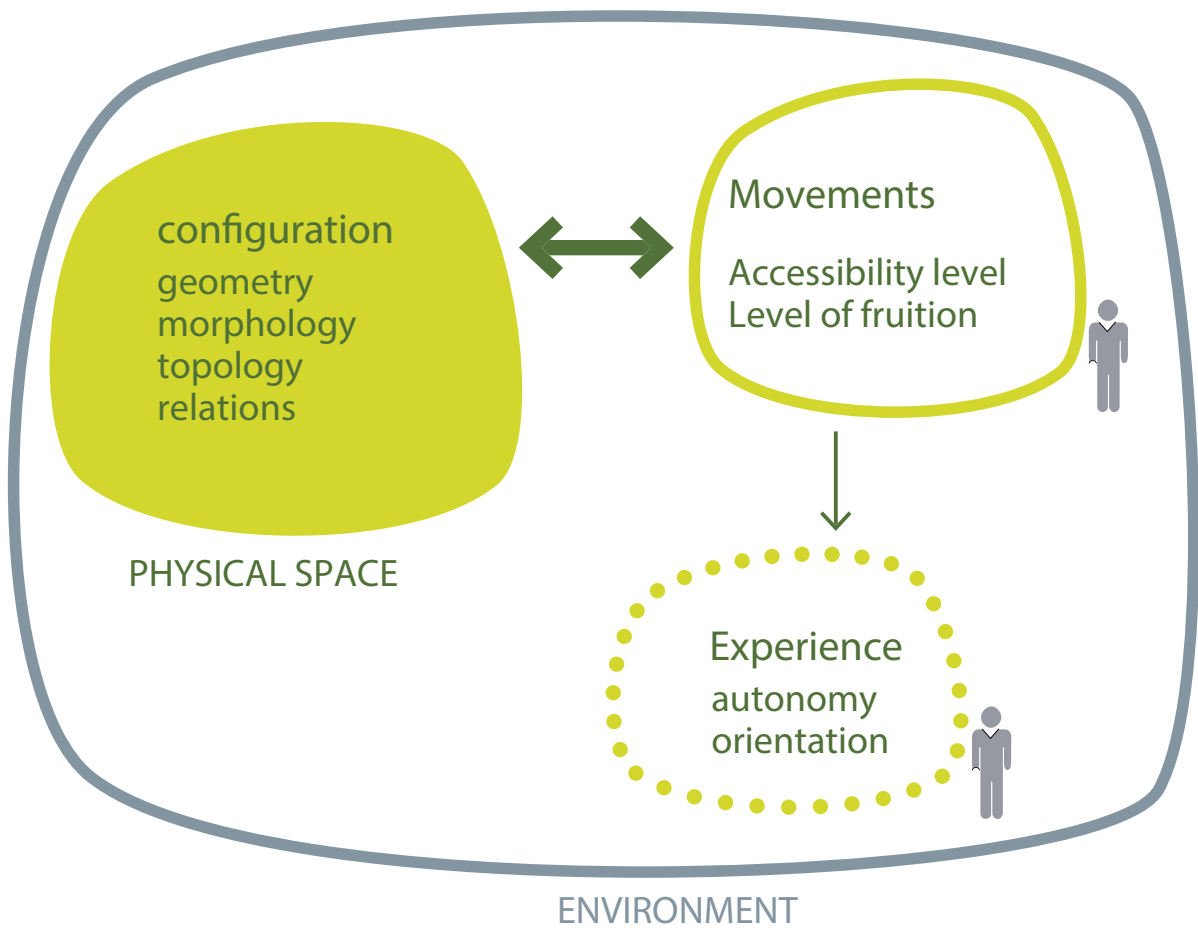 configuration
geometry
morphology
topology
relations
PHYSICAL SPACE
Movements
Accessibility level
Level of fruition
Experience
autonomy
orientation
ENVIRONMENT